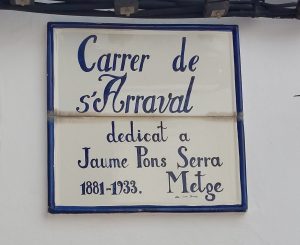 Carrer de
s'Arraval
dedicat a
Jaume Pons Serra
1881-1933. Metge